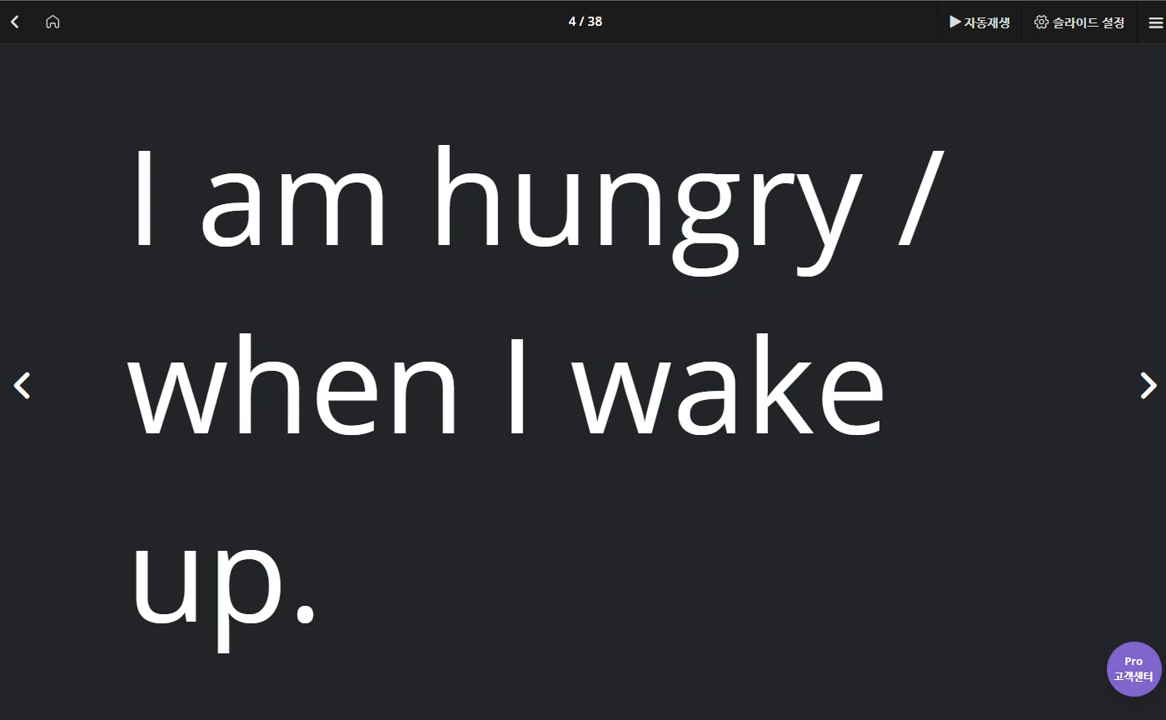 4 / 38
▶ 자동재생
슬라이드 설정
I am hungry /
when I wake
up.
Pro
고객센터